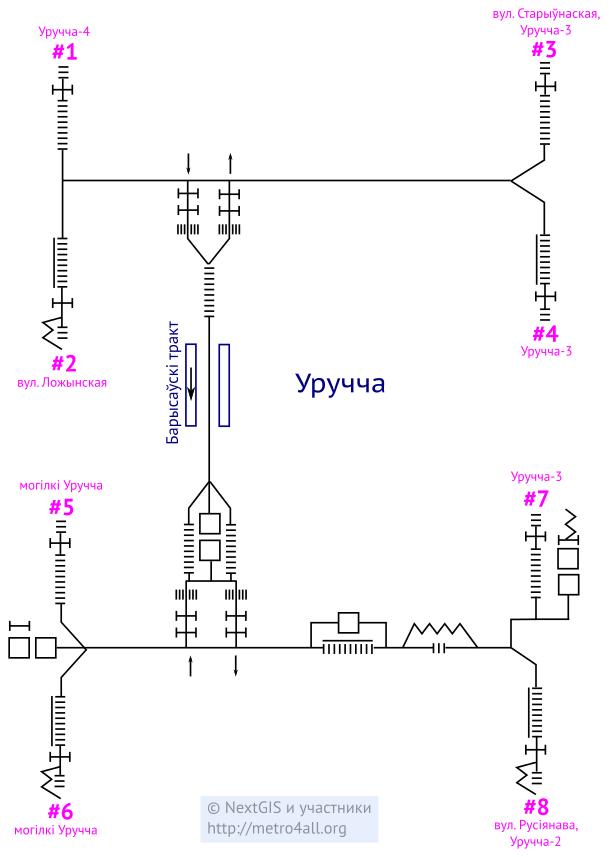 Уручча-4
#1
вул. Старыўнаская,
Уручча-3
#3
#2
вул. Ложынская
#4
Уручча-3
Барысаўскі тракт
Уручча
могілкі Уручча
#5
Уручча-3
#7
#6
могілкі Уручча
#8
вул. Русіянава,
Уручча-2
© NextGIS и участники
http://metro4all.org